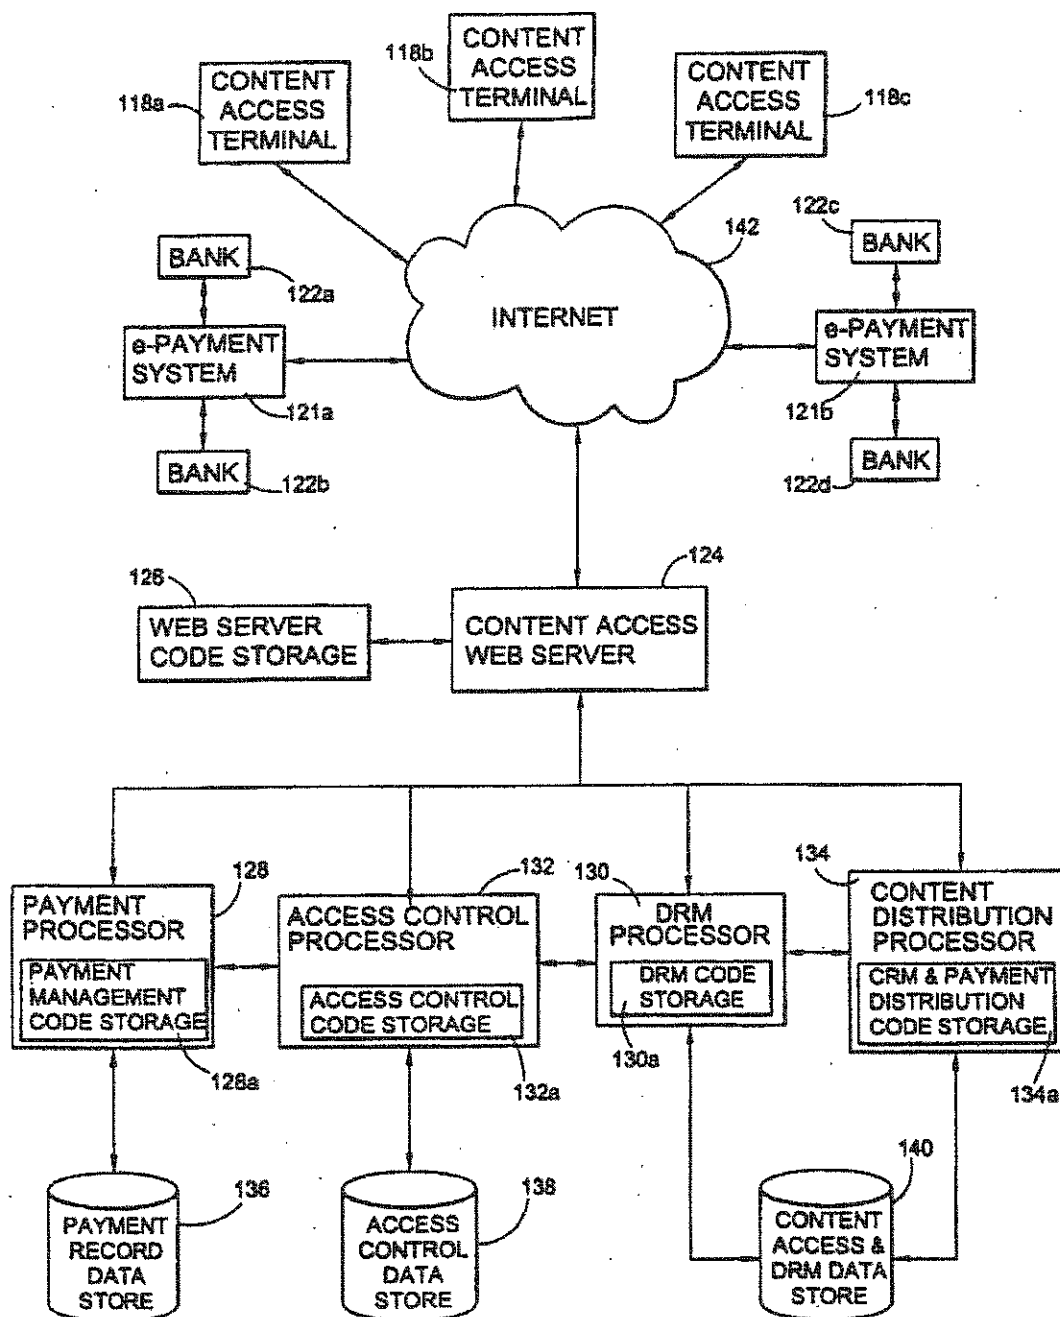 118a
CONTENT
ACCESS
TERMINAL
118b
CONTENT
ACCESS
TERMINAL
CONTENT
ACCESS
TERMINAL
118c
BANK
122a
e-PAYMENT
SYSTEM
121a
BANK
122b
INTERNET
142
122c
BANK
e-PAYMENT
SYSTEM
121b
BANK
122d
126
WEB SERVER
CODE STORAGE
124
CONTENT ACCESS
WEB SERVER
128
PAYMENT
PROCESSOR
PAYMENT
MANAGEMENT
CODE STORAGE
128a
132
ACCESS CONTROL
PROCESSOR
ACCESS CONTROL
CODE STORAGE
132a
130
DRM
PROCESSOR
DRM CODE
STORAGE
130a
134
CONTENT
DISTRIBUTION
PROCESSOR
CRM & PAYMENT
DISTRIBUTION
CODE STORAGE
134a
PAYMENT
RECORD
DATA
STORE
136
ACCESS
CONTROL
DATA
STORE
138
CONTENT
ACCESS &
DRM DATA
STORE
140